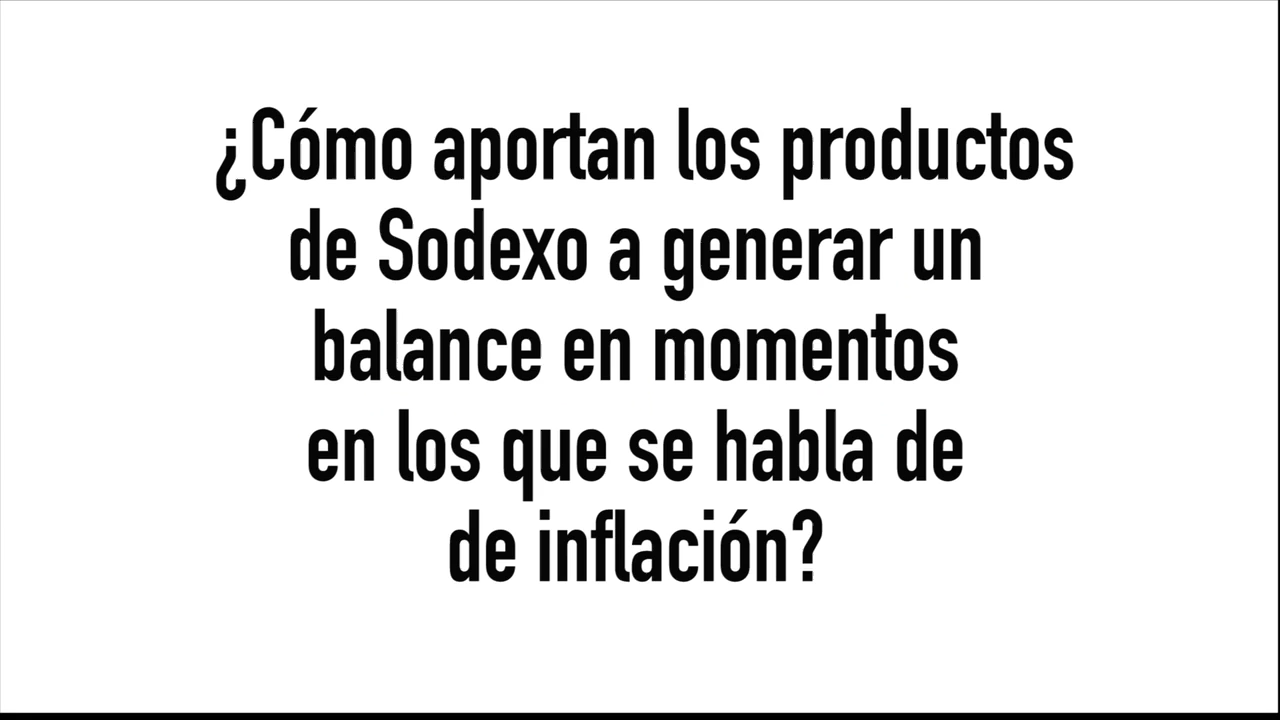 ¿Cómo aportan los productos
de Sodexo a generar un
balance en momentos
en los que se habla de
de inflación?